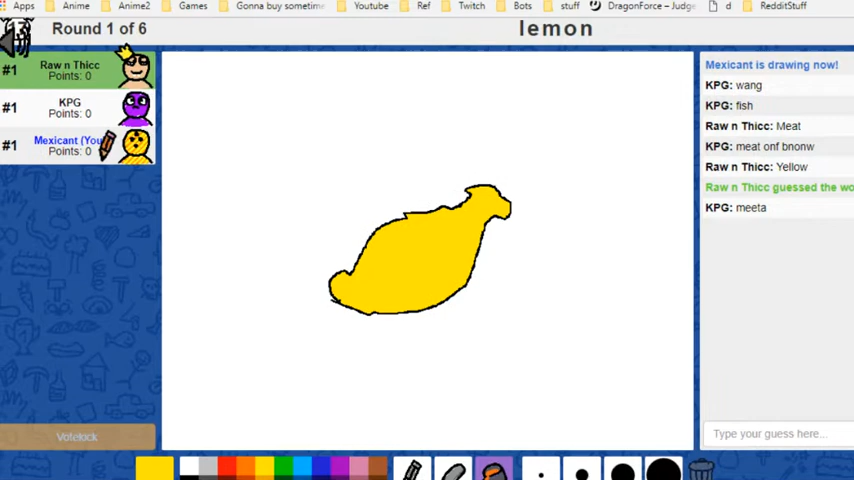 Apps Anime Anime2 Games Gonna buy sometime Youtube Ref Twitch Bots stuff DragonForce – Judge d RedditStuff
Round 1 of 6
lemon
#1 Raw n Thicc
Points: 0
#1 KPG
Points: 0
#1 Mexicant (You
Points: 0
Votekick
Mexicant is drawing now!
KPG: wang
KPG: fish
Raw n Thicc: Meat
KPG: meat onf bnonw
Raw n Thicc: Yellow
Raw n Thicc guessed the wo
KPG: meeta
Type your guess here...